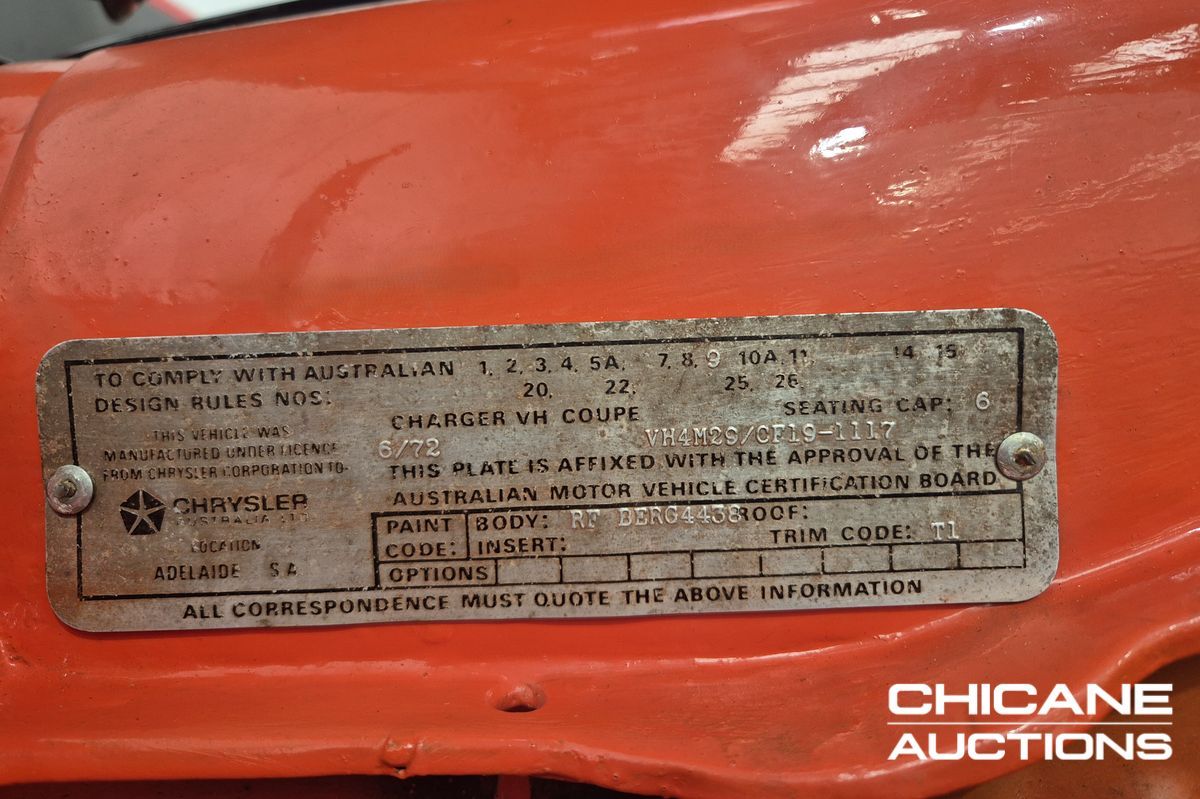 TO COMPLY WITH AUSTRALIAN 1, 2, 3, 4, 5A, 7, 8, 9 10A, 11, 14, 15,
DESIGN RULES NOS: 20, 22, 25, 26,
CHARGER VH COUPE SEATING CAP: 6
THIS VEHICLE WAS
MANUFACTURED UNDER LICENCE
FROM CHRYSLER CORPORATION TO-
6/72 VH4M29/CF19-1117
THIS PLATE IS AFFIXED WITH THE APPROVAL OF THE
AUSTRALIAN MOTOR VEHICLE CERTIFICATION BOARD
CHRYSLER
AUSTRALIA LTD
LOCATION
ADELAIDE S A
PAINT CODE:
BODY: RF BERG4438 ROOF:
INSERT: TRIM CODE: T1
OPTIONS
ALL CORRESPONDENCE MUST QUOTE THE ABOVE INFORMATION
CHICANE
AUCTIONS